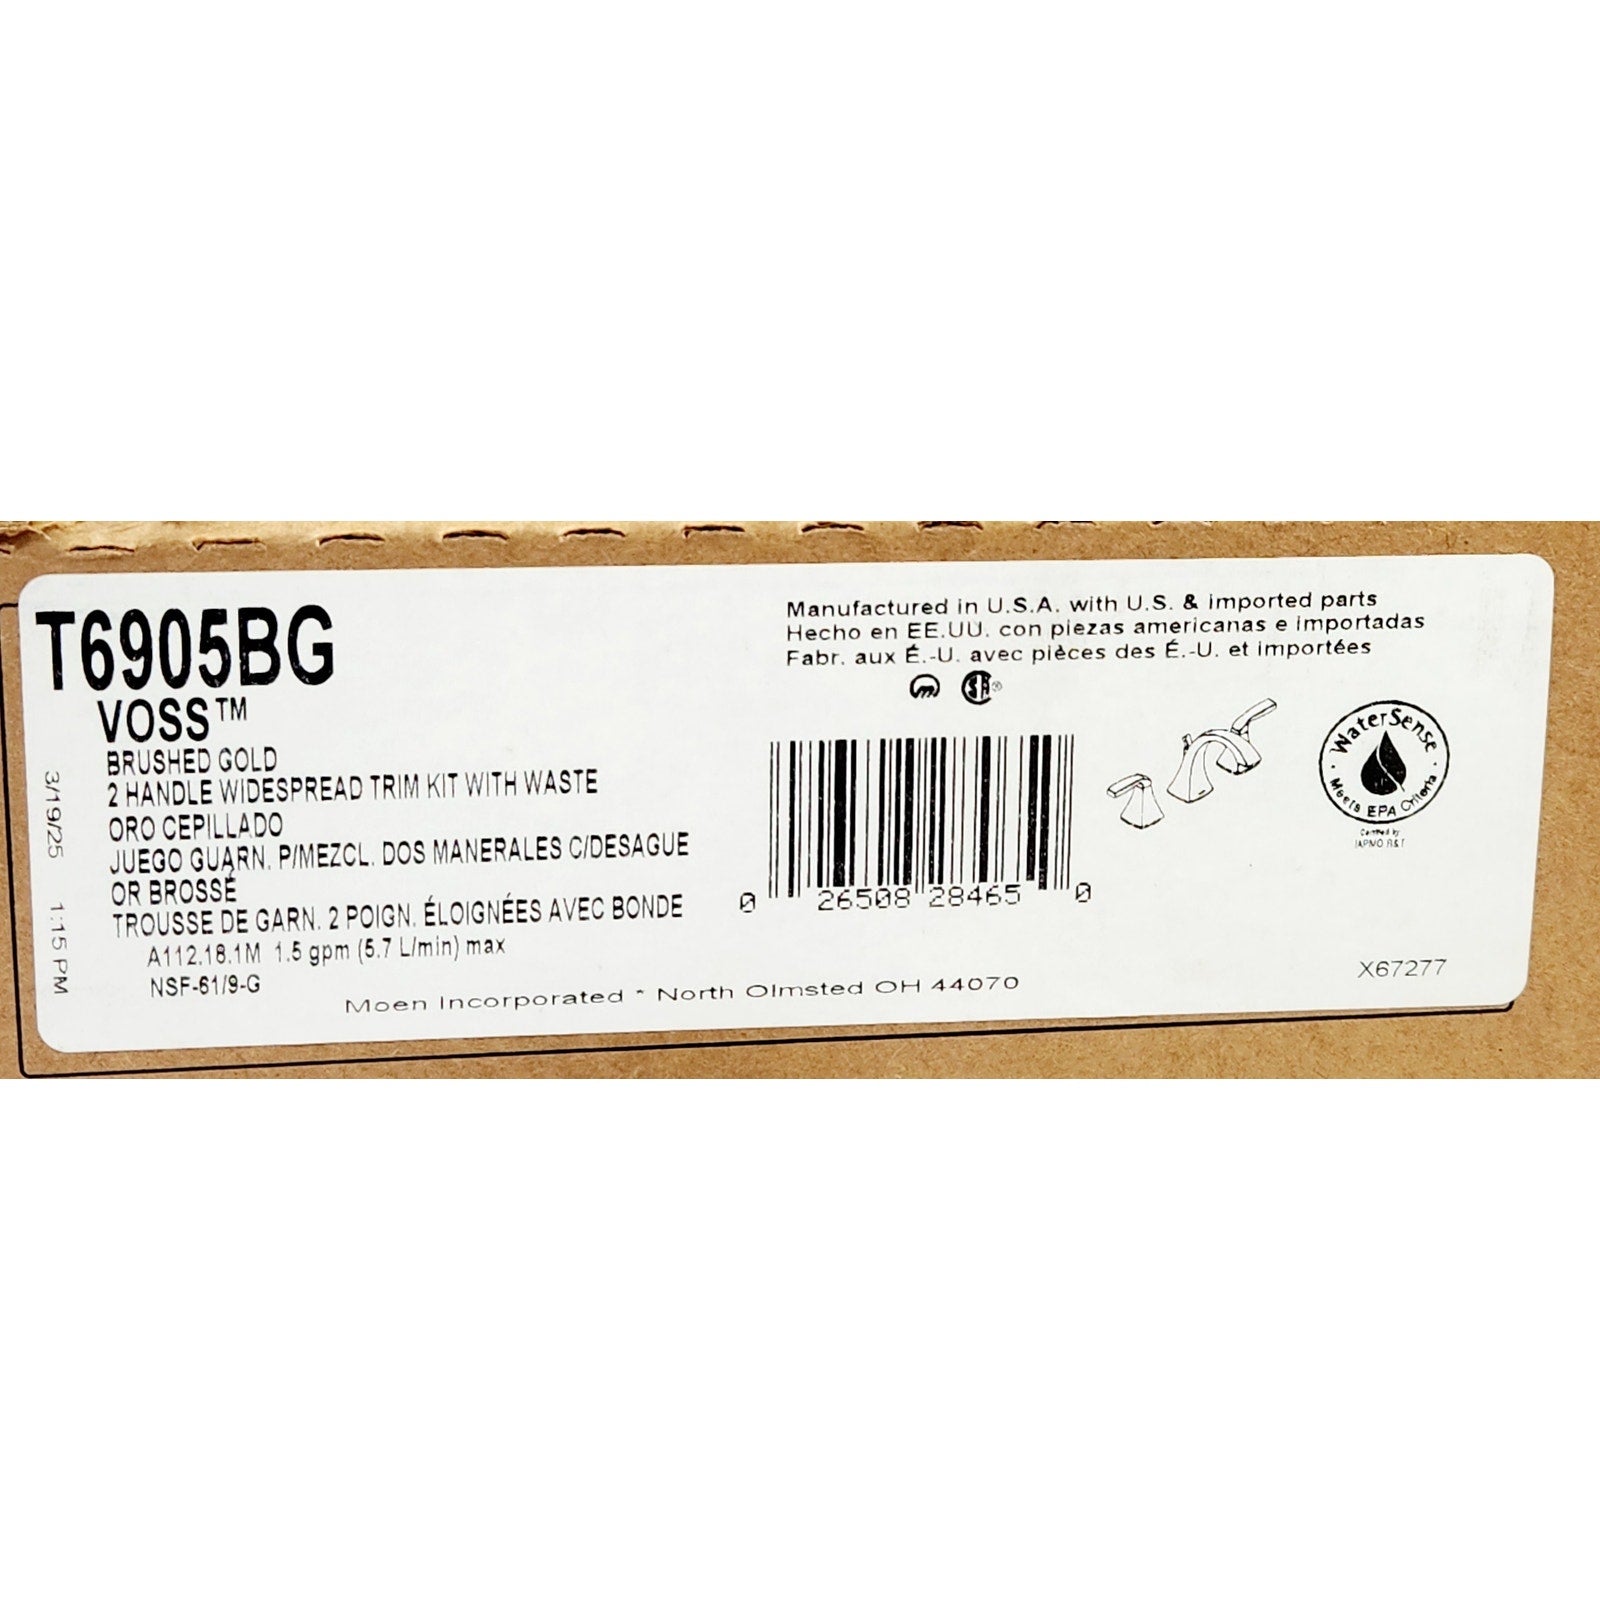 T6905BG
VOSS™
BRUSHED GOLD
2 HANDLE WIDESPREAD TRIM KIT WITH WASTE
ORO CEPILLADO
JUEGO GUARN. P/MEZCL. DOS MANERALES C/DESAGUE
OR BROSSÉ
TROUSSE DE GARN. 2 POIGN. ÉLOIGNÉES AVEC BONDE
A112.18.1M 1.5 gpm (5.7 L/min) max
NSF-61/9-G
3/19/25 1:15 PM
Manufactured in U.S.A. with U.S. & imported parts
Hecho en EE.UU. con piezas americanas e importadas
Fabr. aux É.-U. avec pièces des É.-U. et importées
SA®
0 26508 28465 0
WaterSense
Meets EPA Criteria
Certified by
IAPMO R&T
X67277
Moen Incorporated * North Olmsted OH 44070